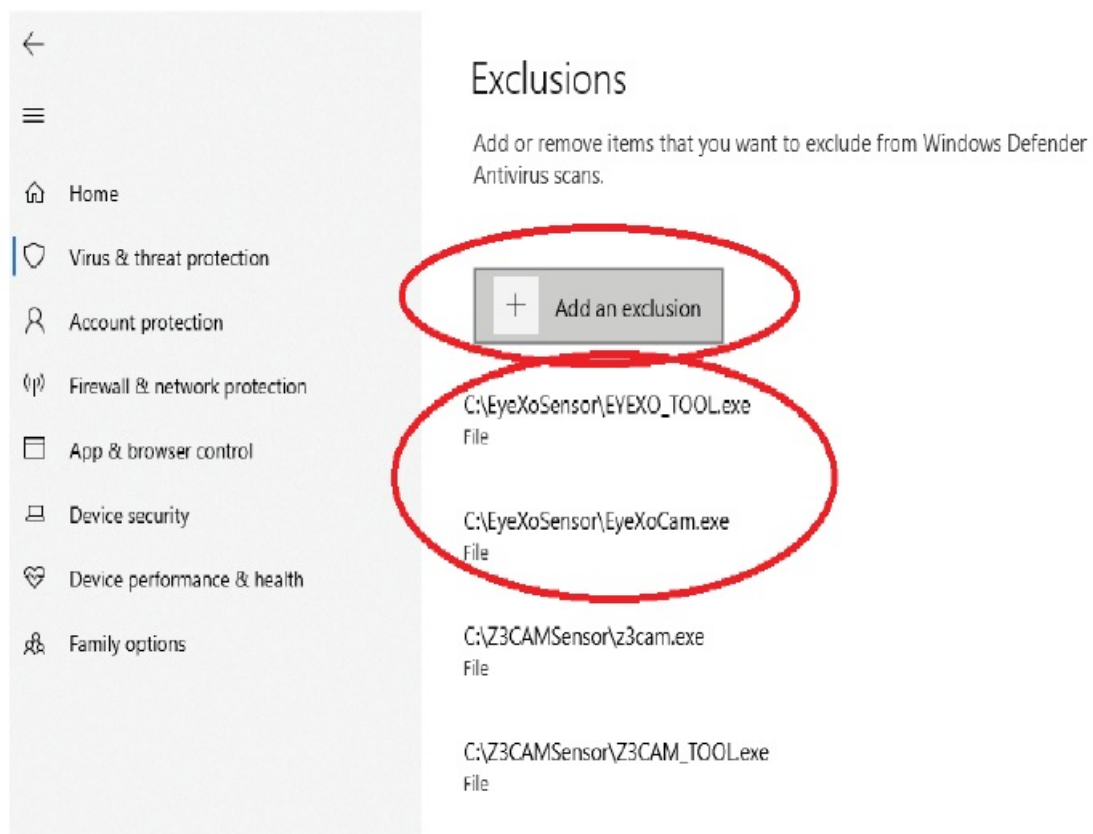 Home
Virus & threat protection
Account protection
Firewall & network protection
App & browser control
Device security
Device performance & health
Family options
Exclusions
Add or remove items that you want to exclude from Windows Defender
Antivirus scans.
+ Add an exclusion
C:\EyeXoSensor\EYEXO_TOOL.exe
File
C:\EyeXoSensor\EyeXoCam.exe
File
C:\Z3CAMSensor\z3cam.exe
File
C:\Z3CAMSensor\Z3CAM_TOOL.exe
File